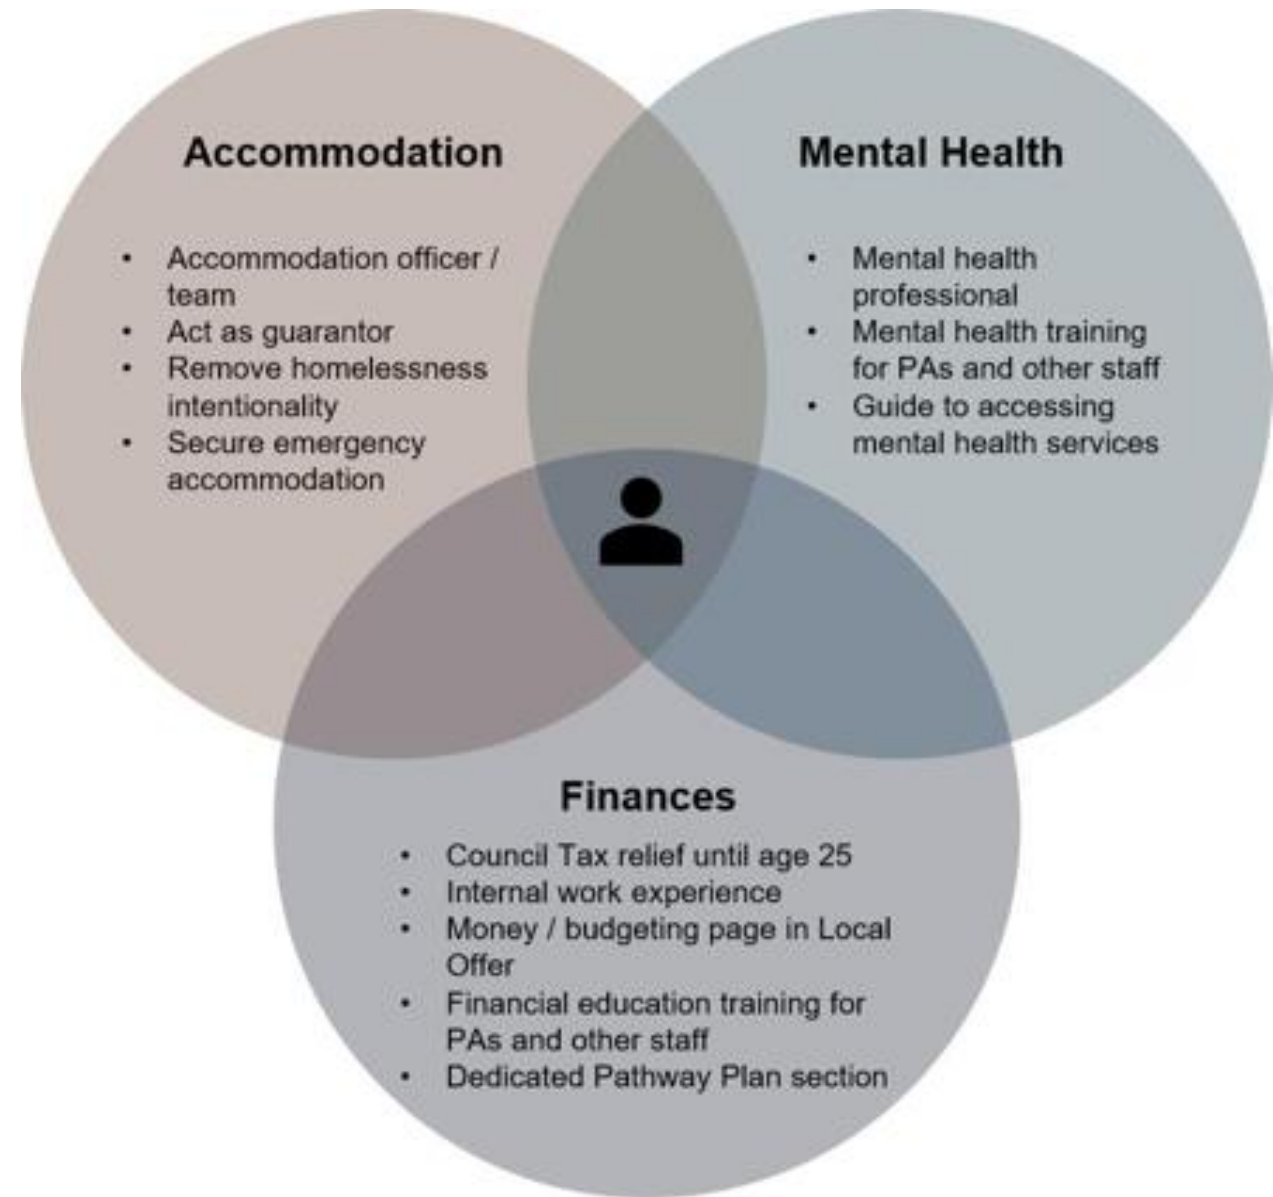 Accommodation
• Accommodation officer /
team
• Act as guarantor
• Remove homelessness
intentionality
• Secure emergency
accommodation
Mental Health
• Mental health
professional
• Mental health training
for PAs and other staff
• Guide to accessing
mental health services
Finances
• Council Tax relief until age 25
• Internal work experience
• Money / budgeting page in Local
Offer
• Financial education training for
PAs and other staff
• Dedicated Pathway Plan section